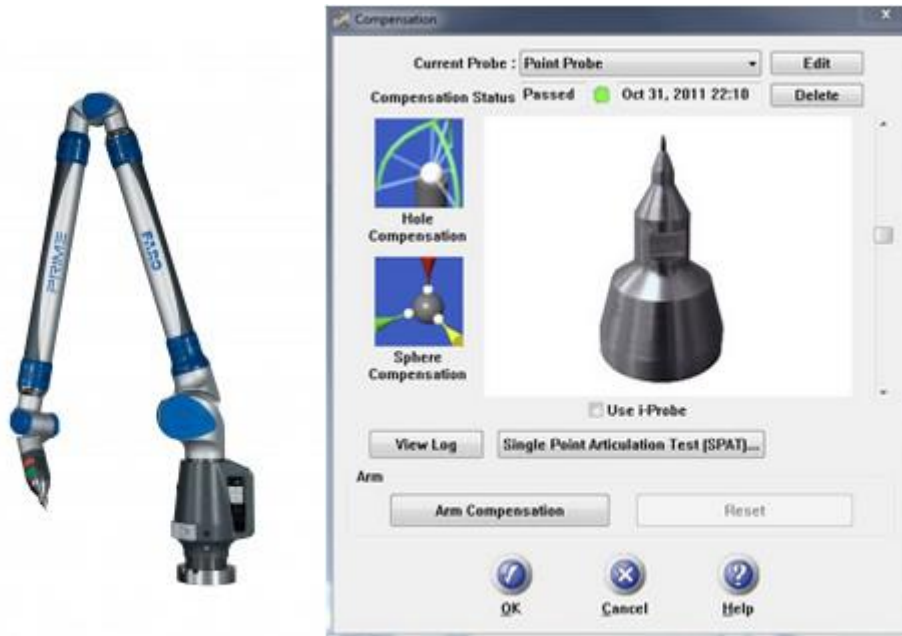 PRIME
FARO
Compensation
Current Probe : Point Probe
Edit
Compensation Status Passed Oct 31, 2011 22:10
Delete
Hole
Compensation
Sphere
Compensation
Use i-Probe
View Log
Single Point Articulation Test (SPAT)...
Arm
Arm Compensation
Reset
OK
Cancel
Help